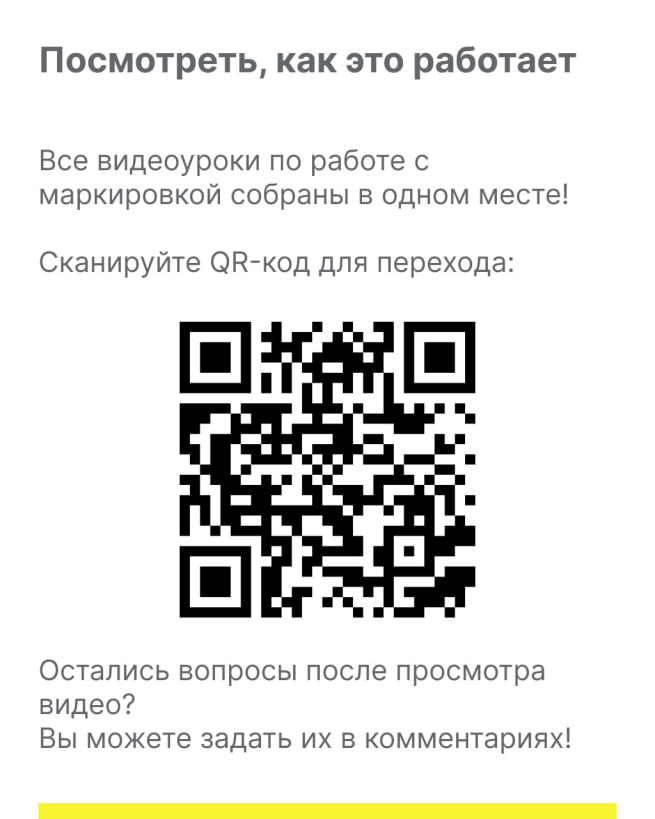 Посмотреть, как это работает
Все видеоуроки по работе с
маркировкой собраны в одном месте!
Сканируйте QR-код для перехода:
Остались вопросы после просмотра
видео?
Вы можете задать их в комментариях!